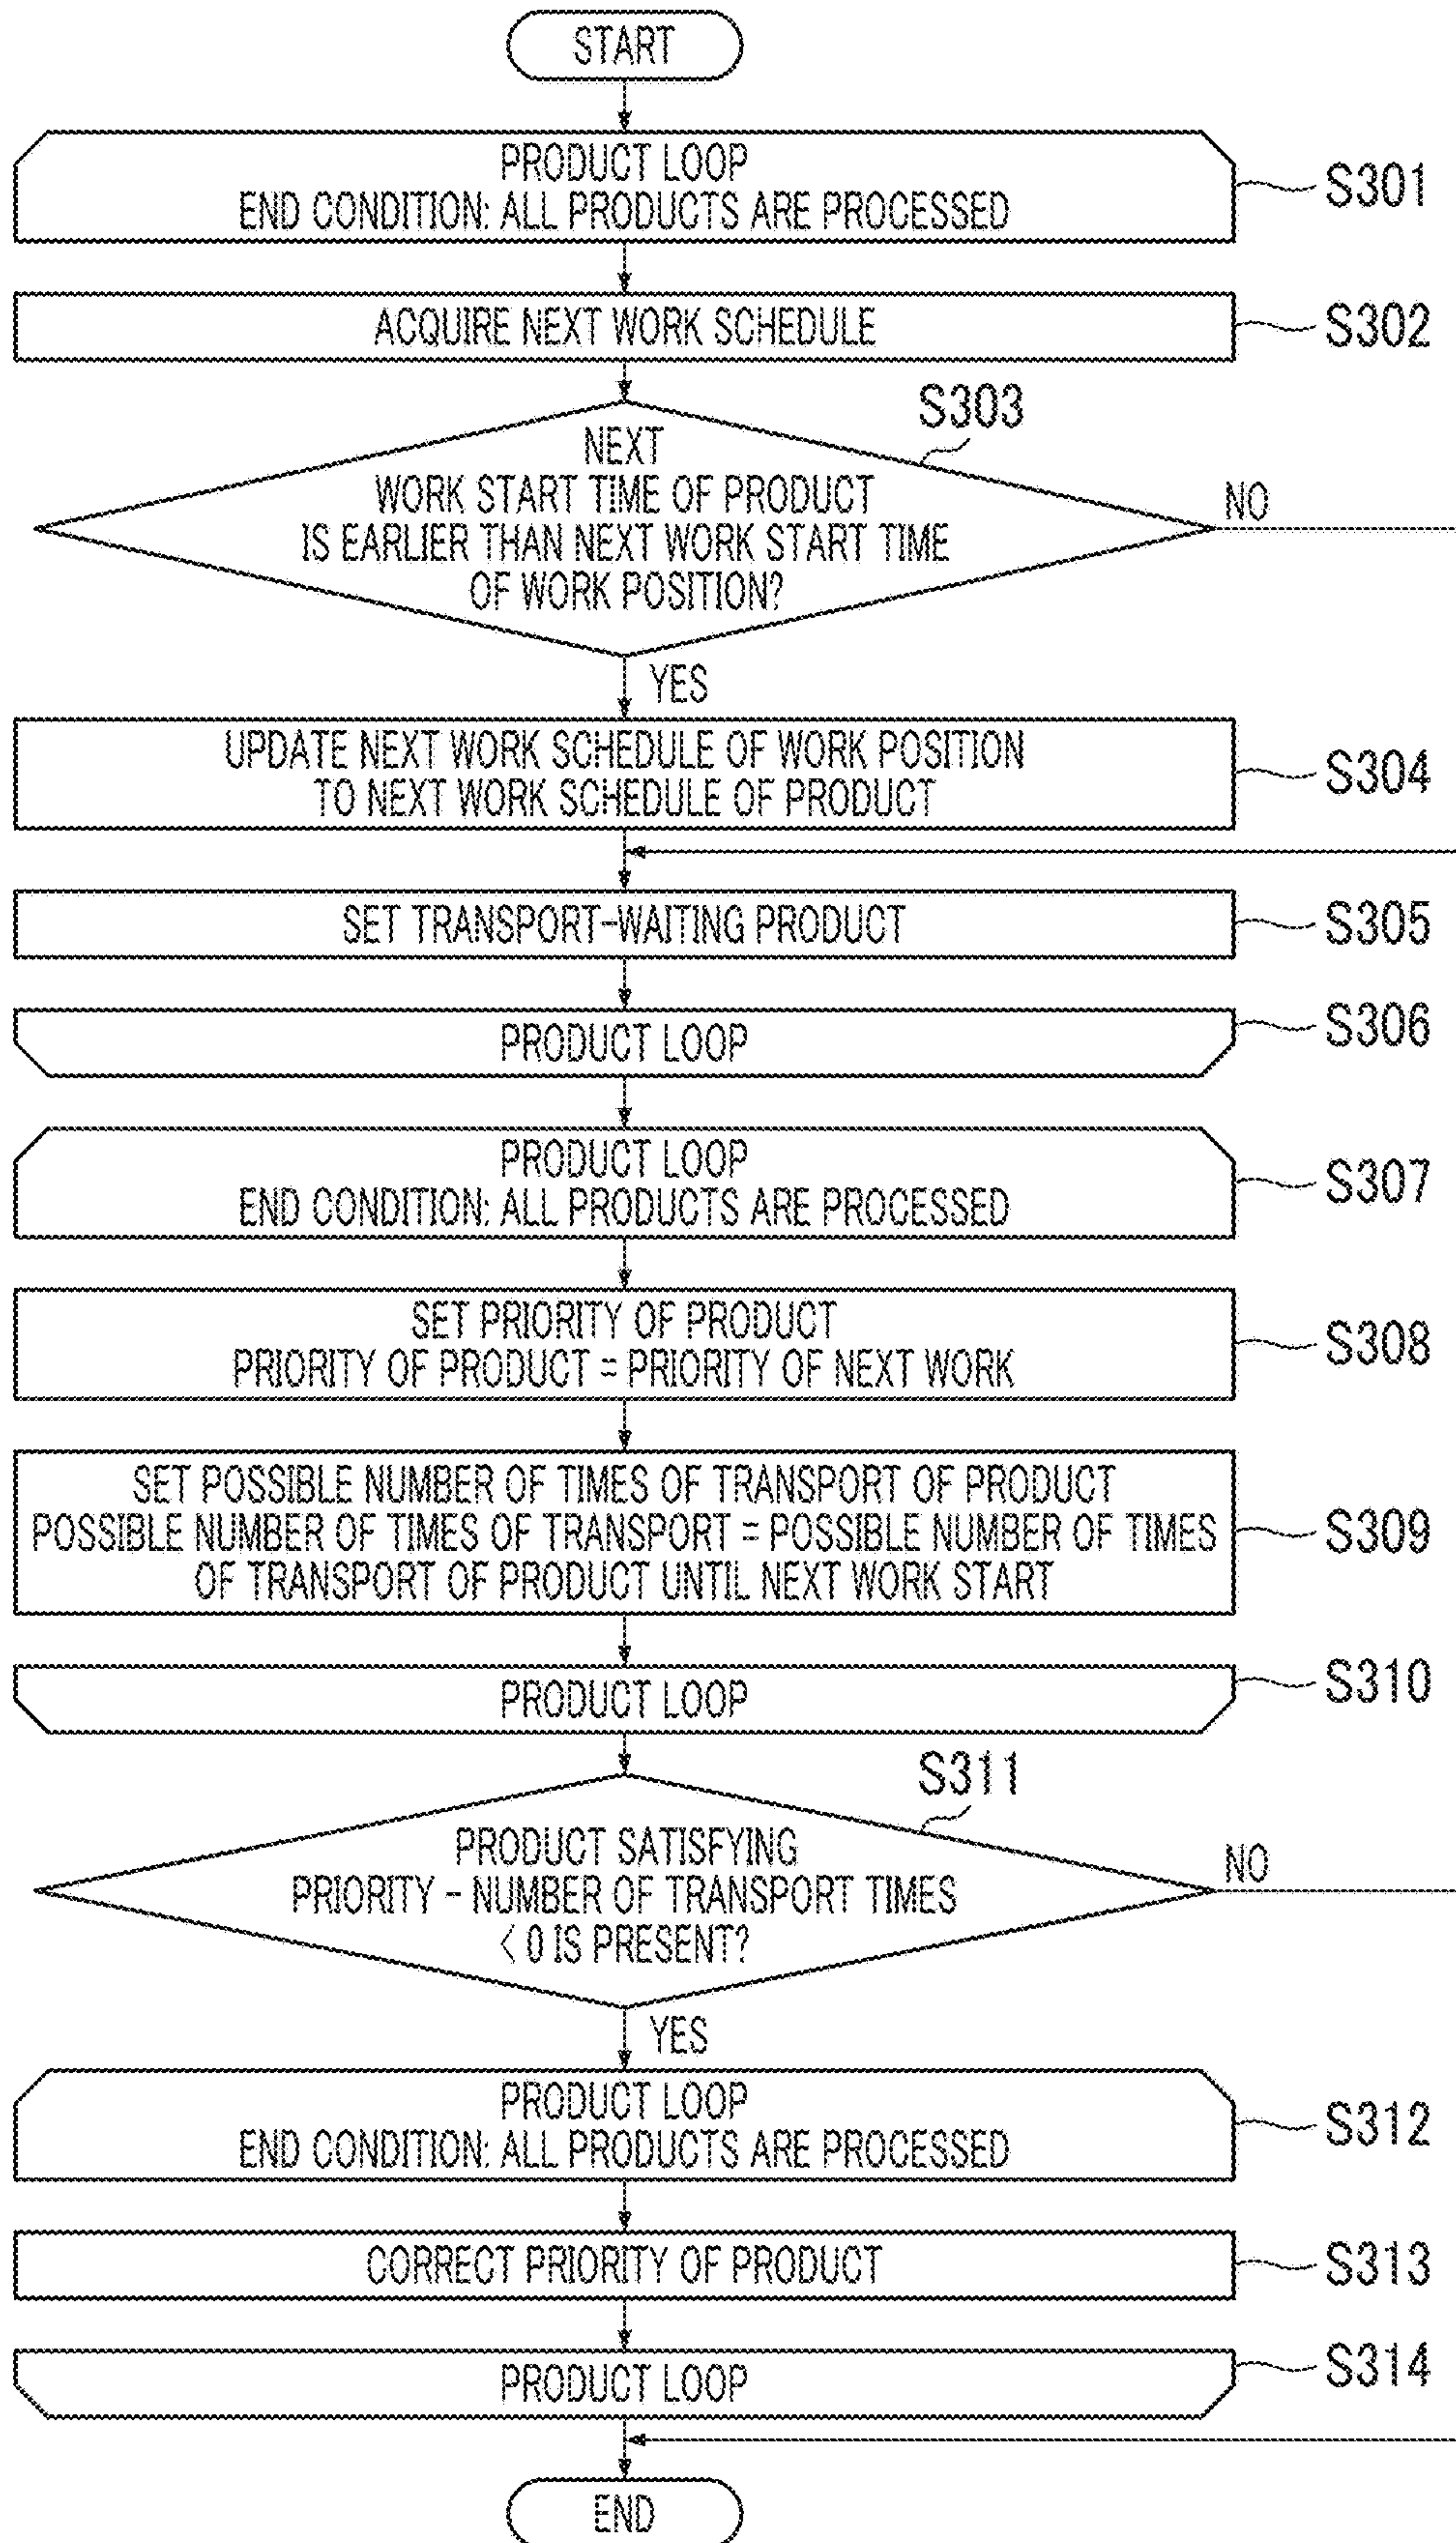 START
PRODUCT LOOP
END CONDITION: ALL PRODUCTS ARE PROCESSED
S301
ACQUIRE NEXT WORK SCHEDULE
S302
S303
NEXT
WORK START TIME OF PRODUCT
IS EARLIER THAN NEXT WORK START TIME
OF WORK POSITION?
NO
YES
UPDATE NEXT WORK SCHEDULE OF WORK POSITION
TO NEXT WORK SCHEDULE OF PRODUCT
S304
SET TRANSPORT-WAITING PRODUCT
S305
PRODUCT LOOP
S306
PRODUCT LOOP
END CONDITION: ALL PRODUCTS ARE PROCESSED
S307
SET PRIORITY OF PRODUCT
PRIORITY OF PRODUCT = PRIORITY OF NEXT WORK
S308
SET POSSIBLE NUMBER OF TIMES OF TRANSPORT OF PRODUCT
POSSIBLE NUMBER OF TIMES OF TRANSPORT = POSSIBLE NUMBER OF TIMES
OF TRANSPORT OF PRODUCT UNTIL NEXT WORK START
S309
PRODUCT LOOP
S310
S311
PRODUCT SATISFYING
PRIORITY - NUMBER OF TRANSPORT TIMES
< 0 IS PRESENT?
NO
YES
PRODUCT LOOP
END CONDITION: ALL PRODUCTS ARE PROCESSED
S312
CORRECT PRIORITY OF PRODUCT
S313
PRODUCT LOOP
S314
END